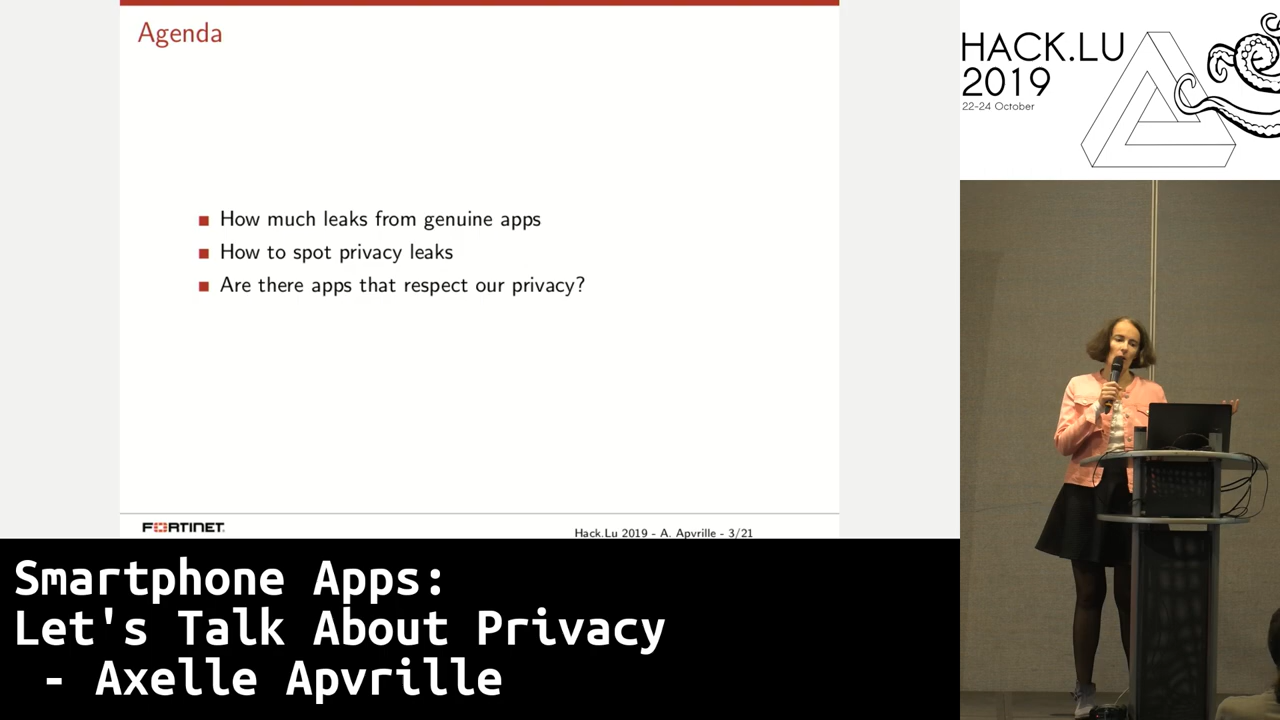 Agenda
How much leaks from genuine apps
How to spot privacy leaks
Are there apps that respect our privacy?
FORTINET
Hack.Lu 2019 - A. Apvrille - 3/21
HACK.LU
2019
22-24 October
Smartphone Apps:
Let's Talk About Privacy
- Axelle Apvrille